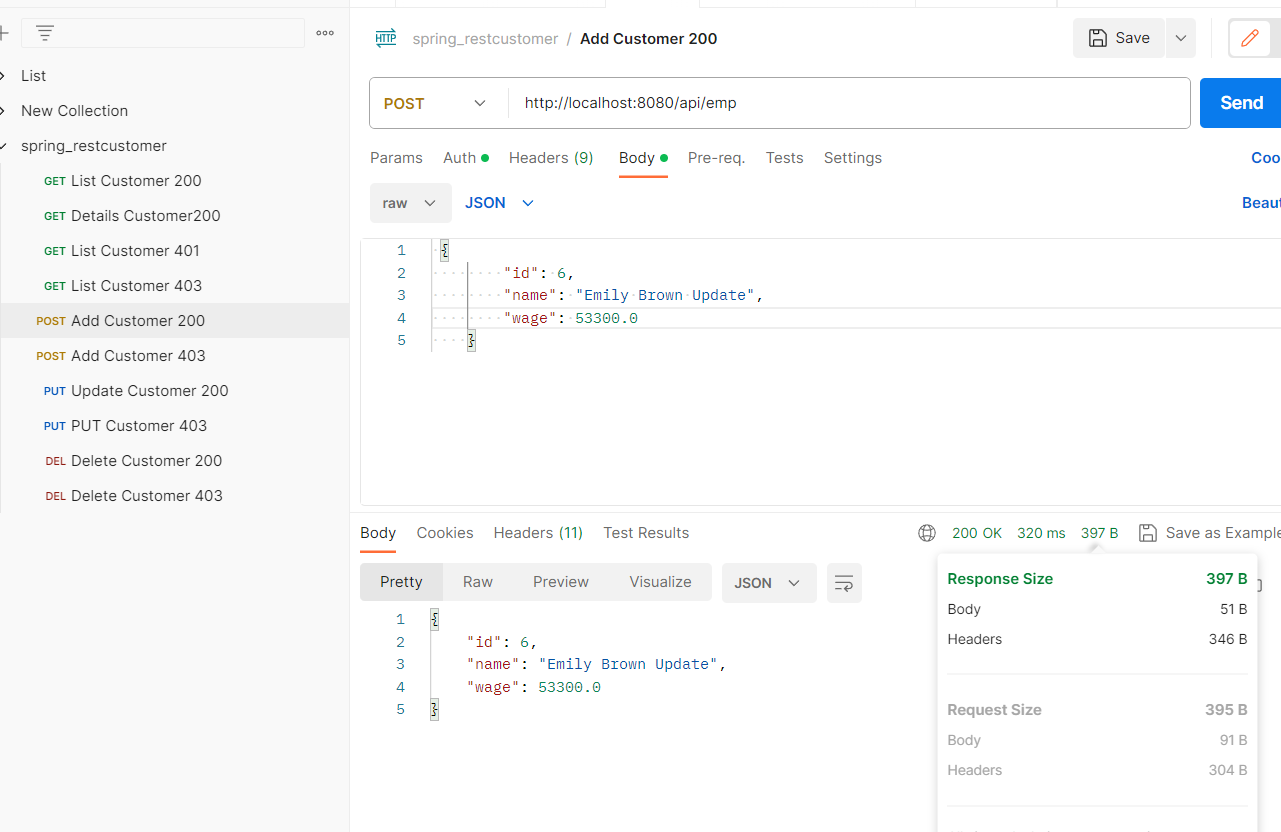 spring_restcustomer / Add Customer 200
Save
List
New Collection
spring_restcustomer
GET List Customer 200
GET Details Customer200
GET List Customer 401
GET List Customer 403
POST Add Customer 200
POST Add Customer 403
PUT Update Customer 200
PUT PUT Customer 403
DEL Delete Customer 200
DEL Delete Customer 403
HTTP
POST http://localhost:8080/api/emp
Send
Params Auth Headers (9) Body Pre-req. Tests Settings Coo
raw JSON Beaut
1 {
2 "id": 6,
3 "name": "Emily Brown Update",
4 "wage": 53300.0
5 }
Body Cookies Headers (11) Test Results 200 OK 320 ms 397 B Save as Example
Pretty Raw Preview Visualize JSON
1 {
2 "id": 6,
3 "name": "Emily Brown Update",
4 "wage": 53300.0
5 }
Response Size 397 B
Body 51 B
Headers 346 B
Request Size 395 B
Body 91 B
Headers 304 B